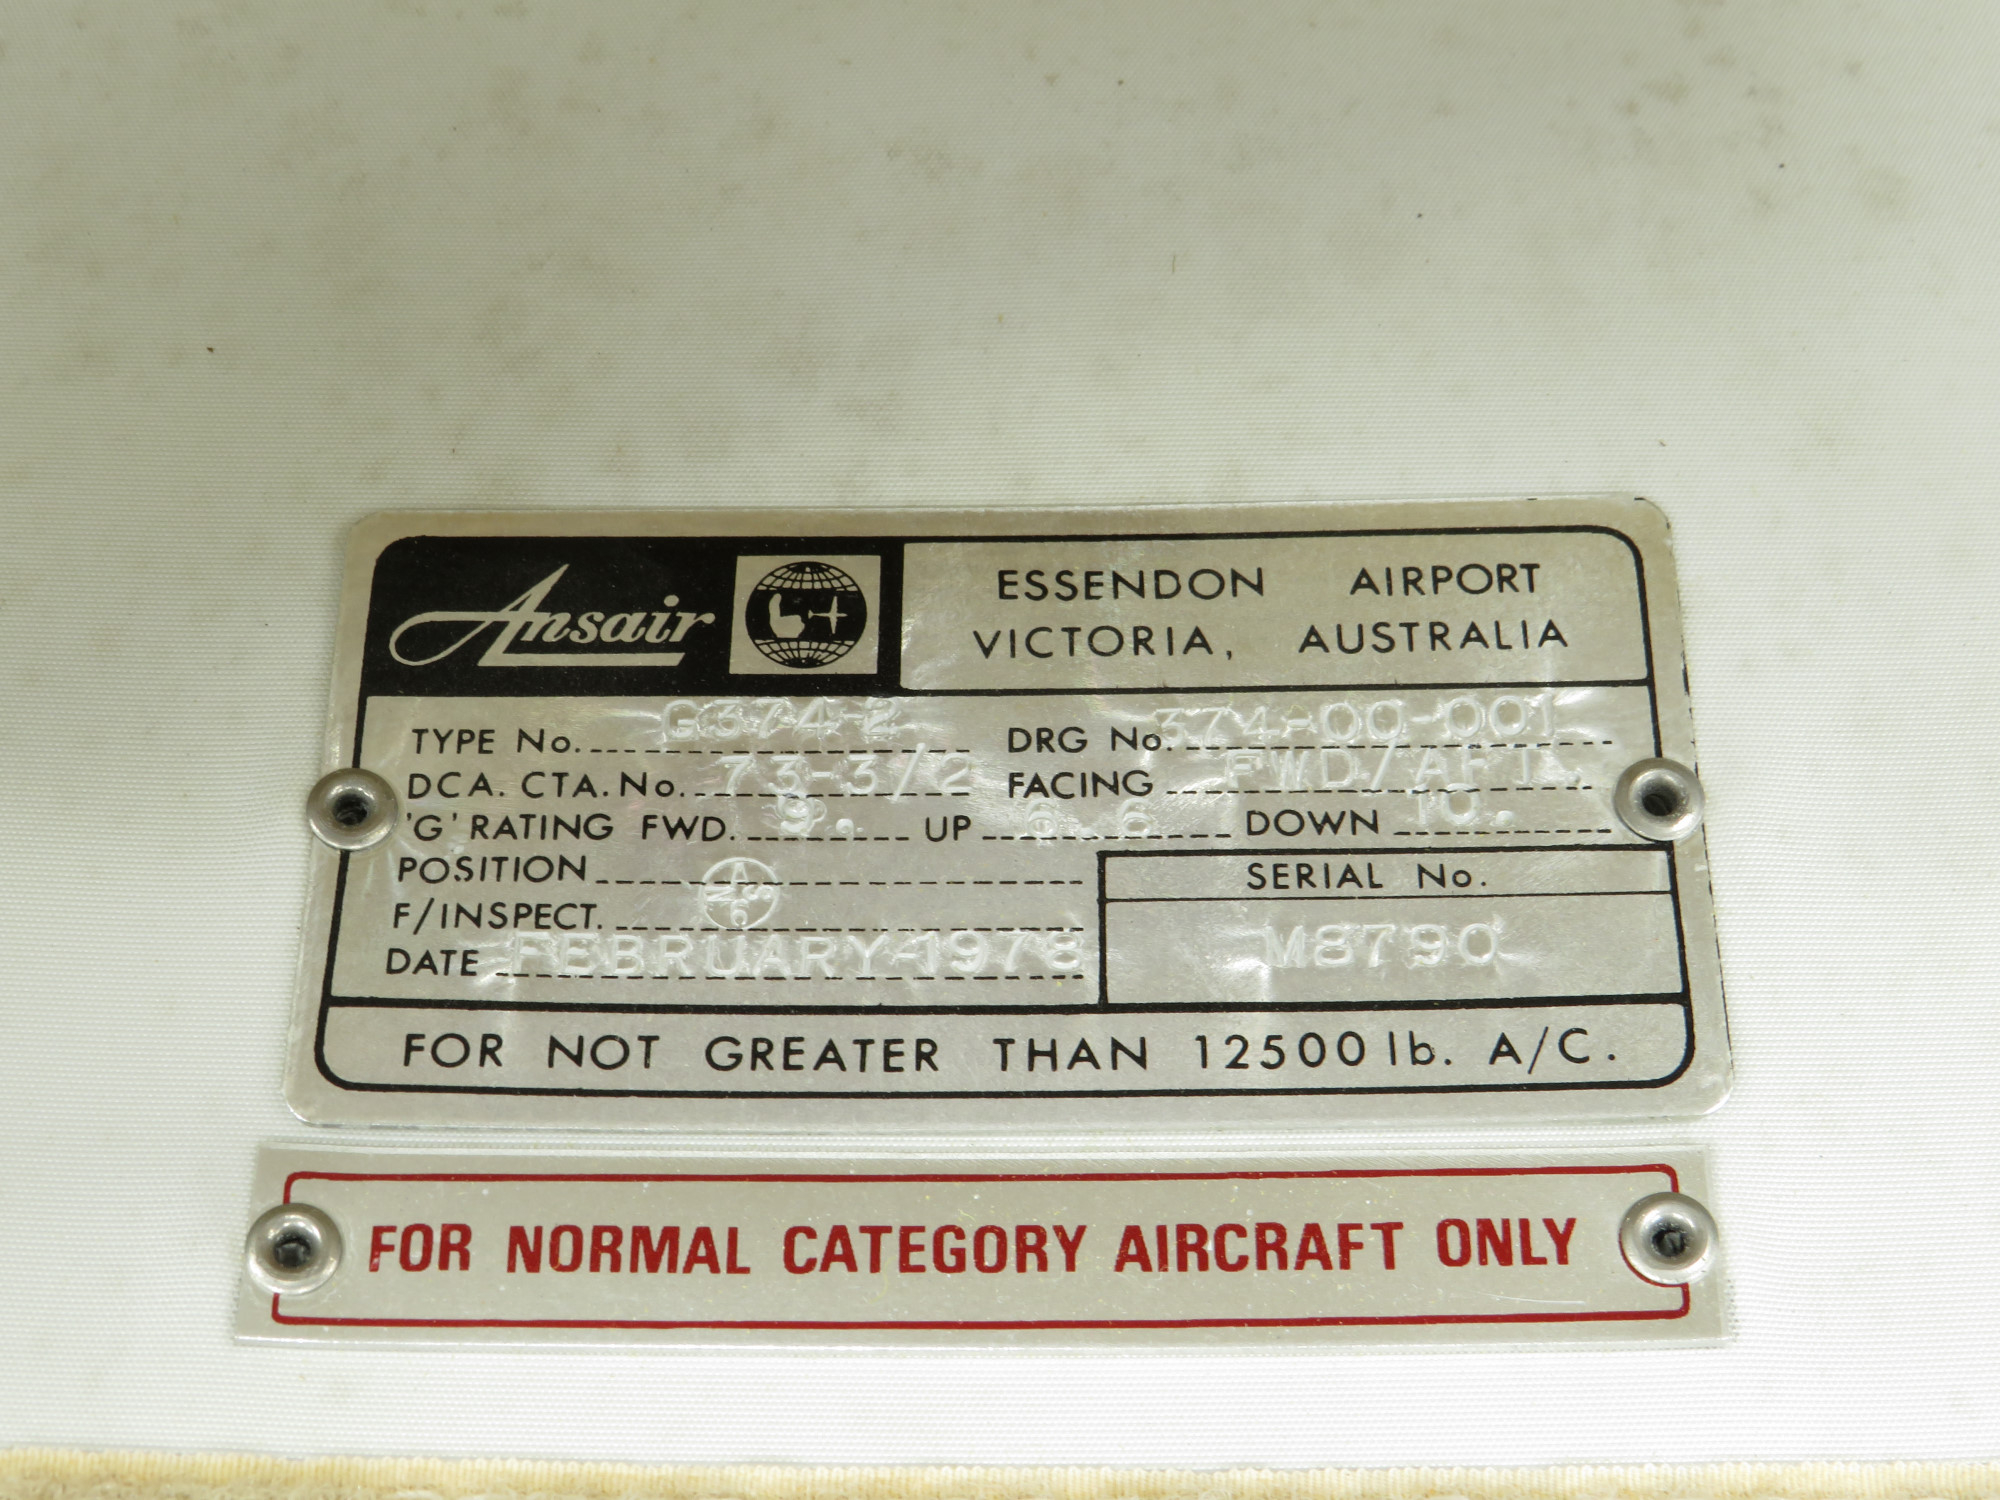 Ansair
ESSENDON AIRPORT
VICTORIA, AUSTRALIA
TYPE No. G374-2 DRG No. 374-00-001
DCA. CTA. No. 73-3/2 FACING FWD/AFT.
'G' RATING FWD. 9. UP 6.6 DOWN 10.
POSITION
F/INSPECT.
DATE FEBRUARY-1978
SERIAL No.
M8790
FOR NOT GREATER THAN 12500 lb. A/C.
FOR NORMAL CATEGORY AIRCRAFT ONLY